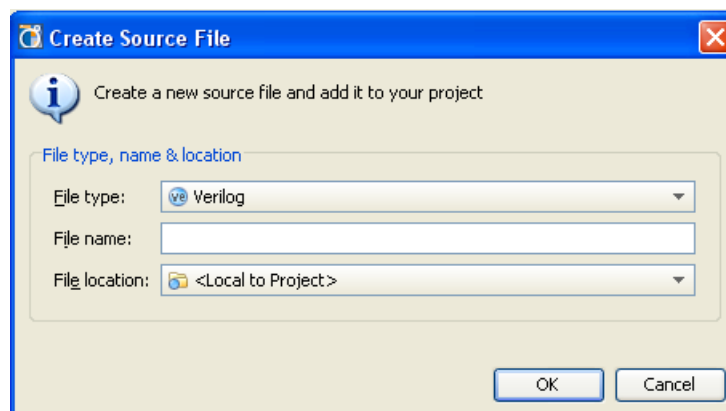 Create Source File
Create a new source file and add it to your project
File type, name & location
File type: ve Verilog
File name:
File location: <Local to Project>
OK Cancel